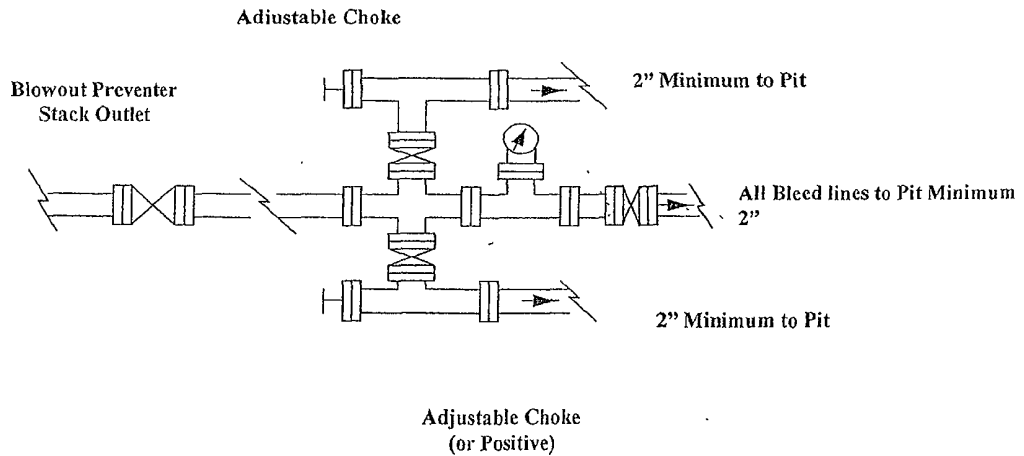 Adjustable Choke
2” Minimum to Pit
Blowout Preventer
Stack Outlet
All Bleed lines to Pit Minimum
2”
2” Minimum to Pit
Adjustable Choke
(or Positive)